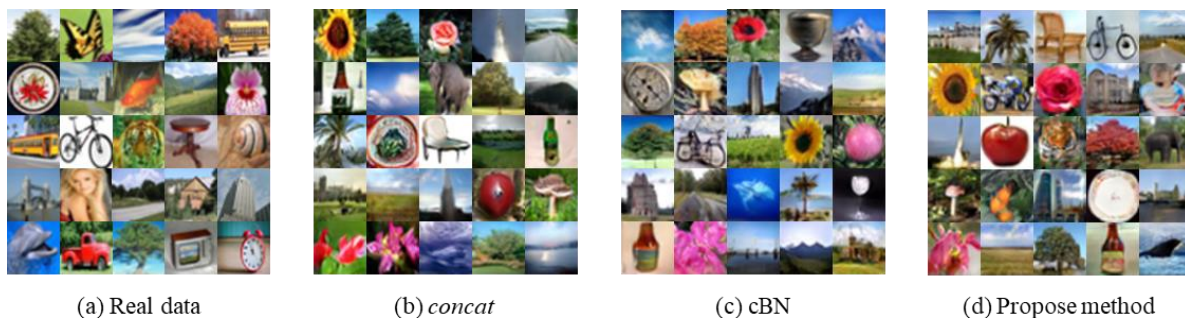 (a) Real data
(b) concat
(c) cBN
(d) Propose method